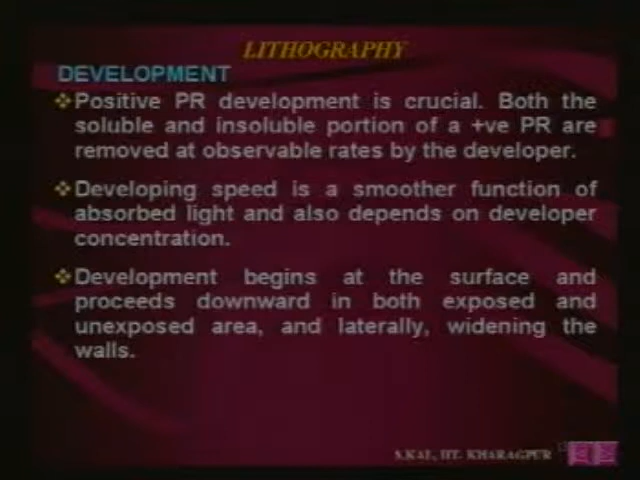 LITHOGRAPHY
DEVELOPMENT
❖Positive PR development is crucial. Both the
soluble and insoluble portion of a +ve PR are
removed at observable rates by the developer.
❖Developing speed is a smoother function of
absorbed light and also depends on developer
concentration.
❖Development begins at the surface and
proceeds downward in both exposed and
unexposed area, and laterally, widening the
walls.
S.KAL, IIT. KHARAGPUR